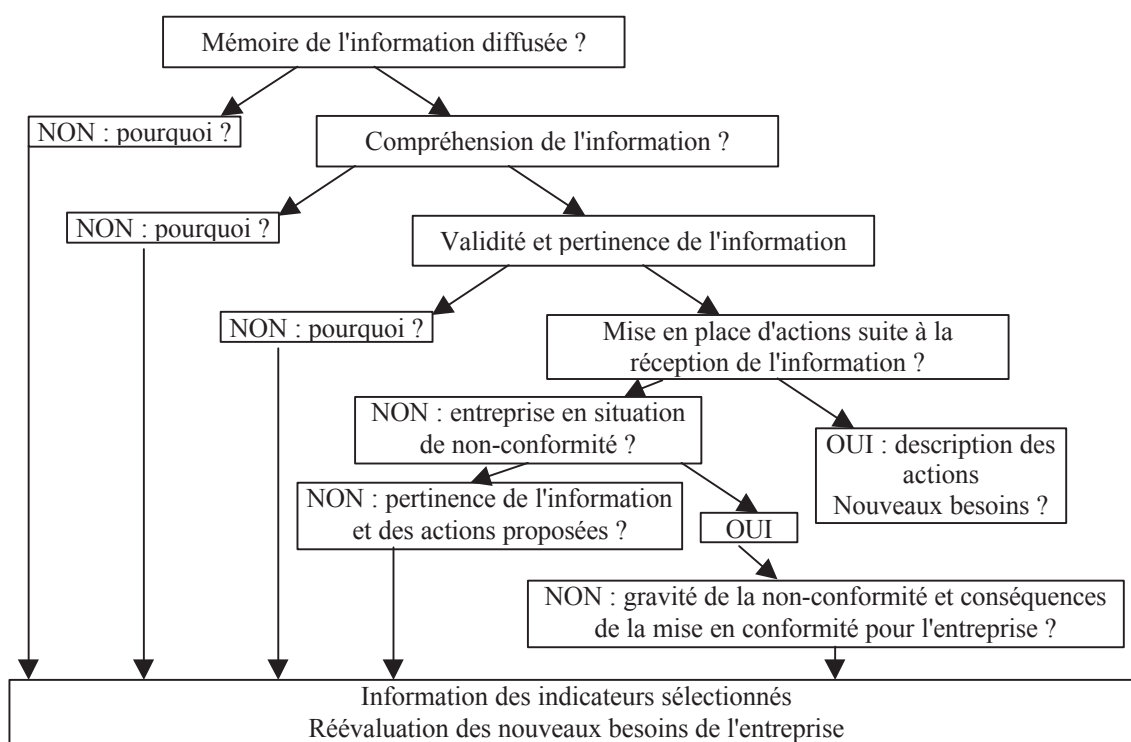 Mémoire de l'information diffusée ?
NON : pourquoi ?
Compréhension de l'information ?
NON : pourquoi ?
Validité et pertinence de l'information
NON : pourquoi ?
Mise en place d'actions suite à la
réception de l'information ?
NON : entreprise en situation
de non-conformité ?
OUI : description des
actions
Nouveaux besoins ?
NON : pertinence de l'information
et des actions proposées ?
OUI
NON : gravité de la non-conformité et conséquences
de la mise en conformité pour l'entreprise ?
Information des indicateurs sélectionnés
Réévaluation des nouveaux besoins de l'entreprise